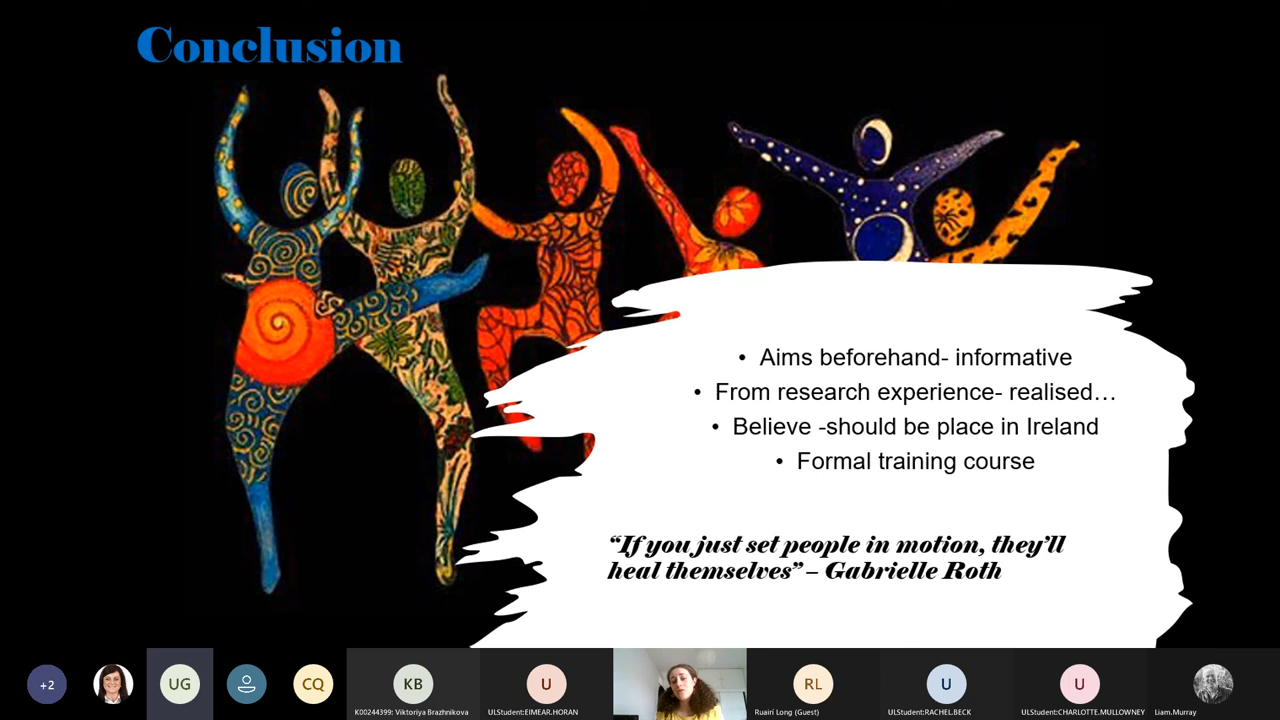 Conclusion
• Aims beforehand- informative
• From research experience- realised…
• Believe -should be place in Ireland
• Formal training course
“If you just set people in motion, they’ll
heal themselves” – Gabrielle Roth
+2
UG
CQ
KB
U
RL
U
U
K00244399: Viktoriya Brazhnikova
ULStudent:EIMEAR.HORAN
Ruairí Long (Guest)
ULStudent:RACHEL.BECK
ULStudent:CHARLOTTE.MULLOWNEY
Liam.Murray